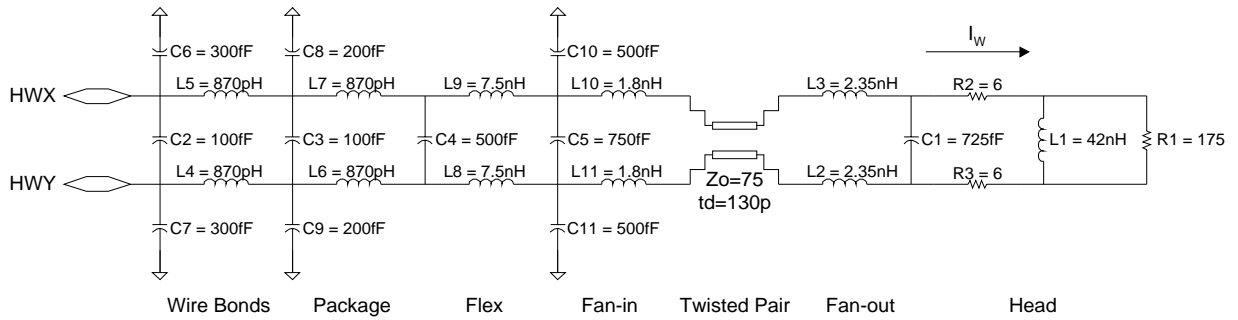 C6 = 300fF C8 = 200fF C10 = 500fF I_W
L5 = 870pH L7 = 870pH L9 = 7.5nH L10 = 1.8nH L3 = 2.35nH R2 = 6
HWX
C2 = 100fF C3 = 100fF C4 = 500fF C5 = 750fF C1 = 725fF L1 = 42nH R1 = 175
L4 = 870pH L6 = 870pH L8 = 7.5nH L11 = 1.8nH L2 = 2.35nH R3 = 6
HWY
Zo=75
td=130p
C7 = 300fF C9 = 200fF C11 = 500fF
Wire Bonds Package Flex Fan-in Twisted Pair Fan-out Head